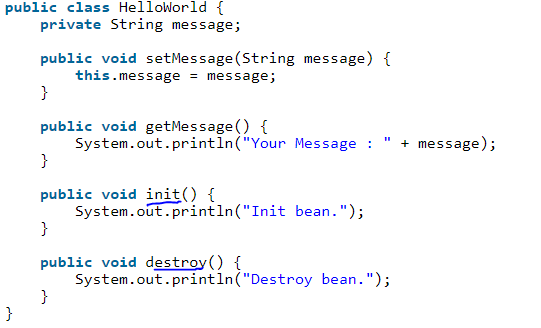 public class HelloWorld {
    private String message;
    public void setMessage(String message) {
        this.message = message;
    }
    public void getMessage() {
        System.out.println("Your Message : " + message);
    }
    public void init() {
        System.out.println("Init bean.");
    }
    public void destroy() {
        System.out.println("Destroy bean.");
    }
}